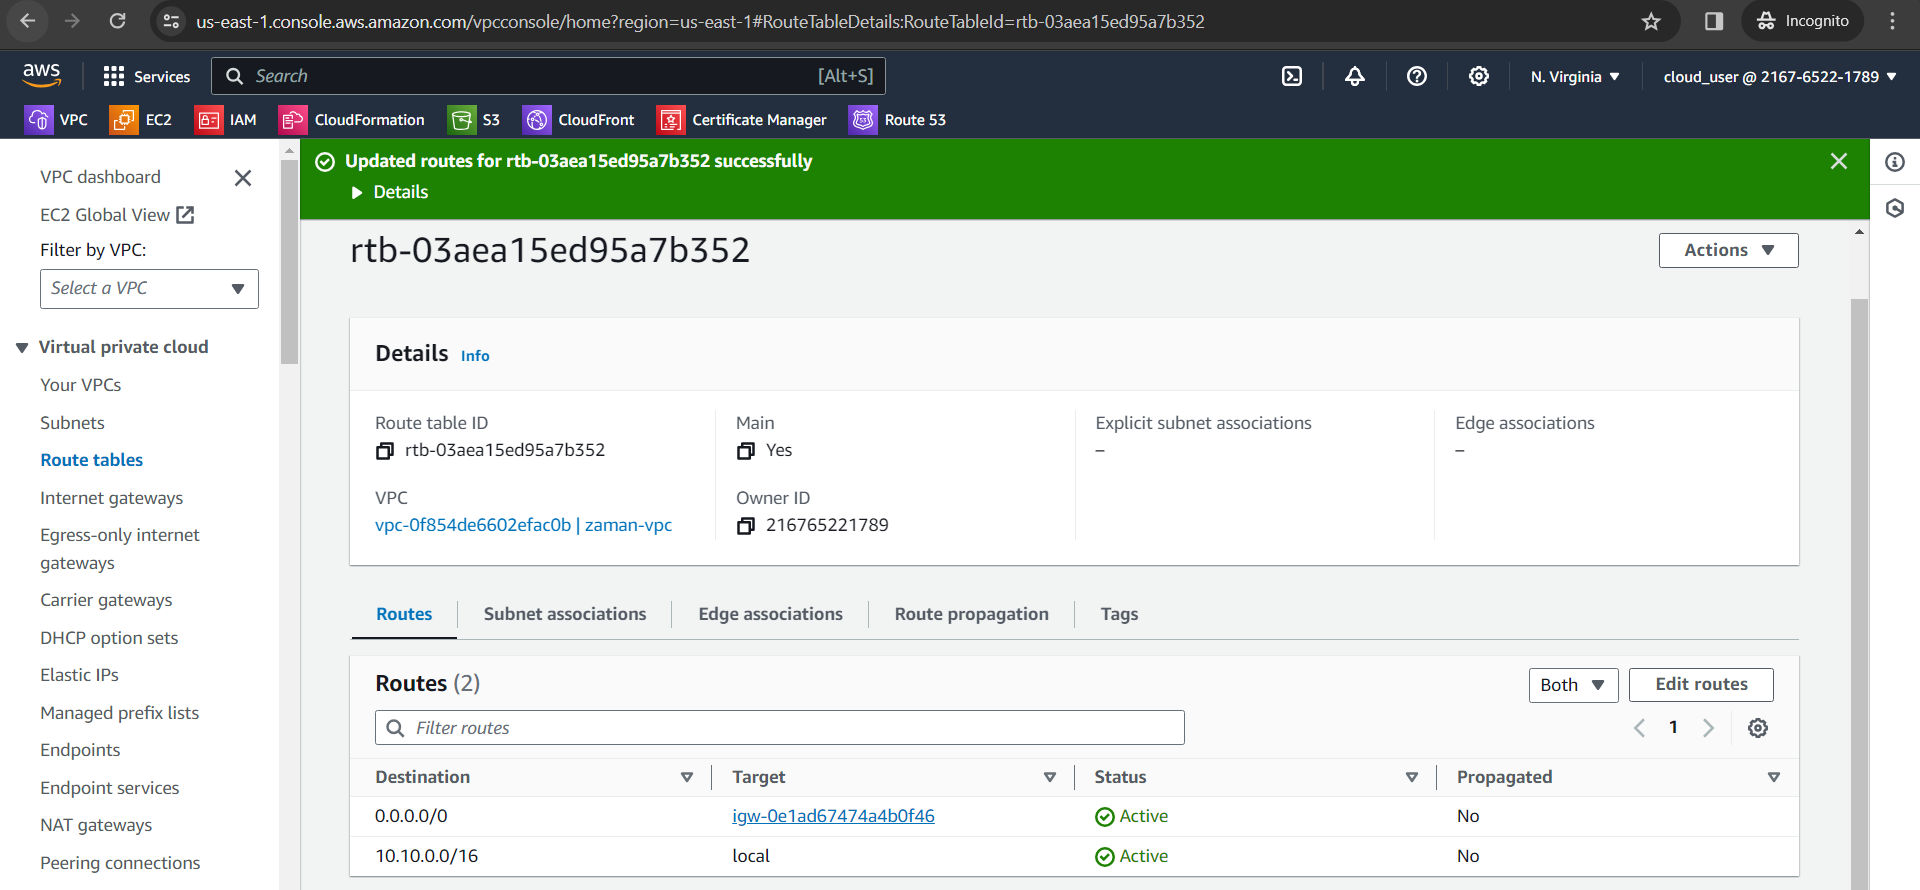 us-east-1.console.aws.amazon.com/vpcconsole/home?region=us-east-1#RouteTableDetails:RouteTableId=rtb-03aea15ed95a7b352
Incognito
aws
Services
Search
[Alt+S]
N. Virginia
cloud_user @ 2167-6522-1789
VPC
EC2
IAM
CloudFormation
S3
CloudFront
Certificate Manager
53
Route 53
VPC dashboard
EC2 Global View
Filter by VPC:
Select a VPC
Virtual private cloud
Your VPCs
Subnets
Route tables
Internet gateways
Egress-only internet
gateways
Carrier gateways
DHCP option sets
Elastic IPs
Managed prefix lists
Endpoints
Endpoint services
NAT gateways
Peering connections
Updated routes for rtb-03aea15ed95a7b352 successfully
Details
rtb-03aea15ed95a7b352
Actions
Details Info
Route table ID
rtb-03aea15ed95a7b352
Main
Yes
Explicit subnet associations
–
Edge associations
–
VPC
vpc-0f854de6602efac0b | zaman-vpc
Owner ID
216765221789
Routes
Subnet associations
Edge associations
Route propagation
Tags
Routes (2)
Both
Edit routes
Filter routes
1
Destination Target Status Propagated
0.0.0.0/0 igw-0e1ad67474a4b0f46 Active No
10.10.0.0/16 local Active No